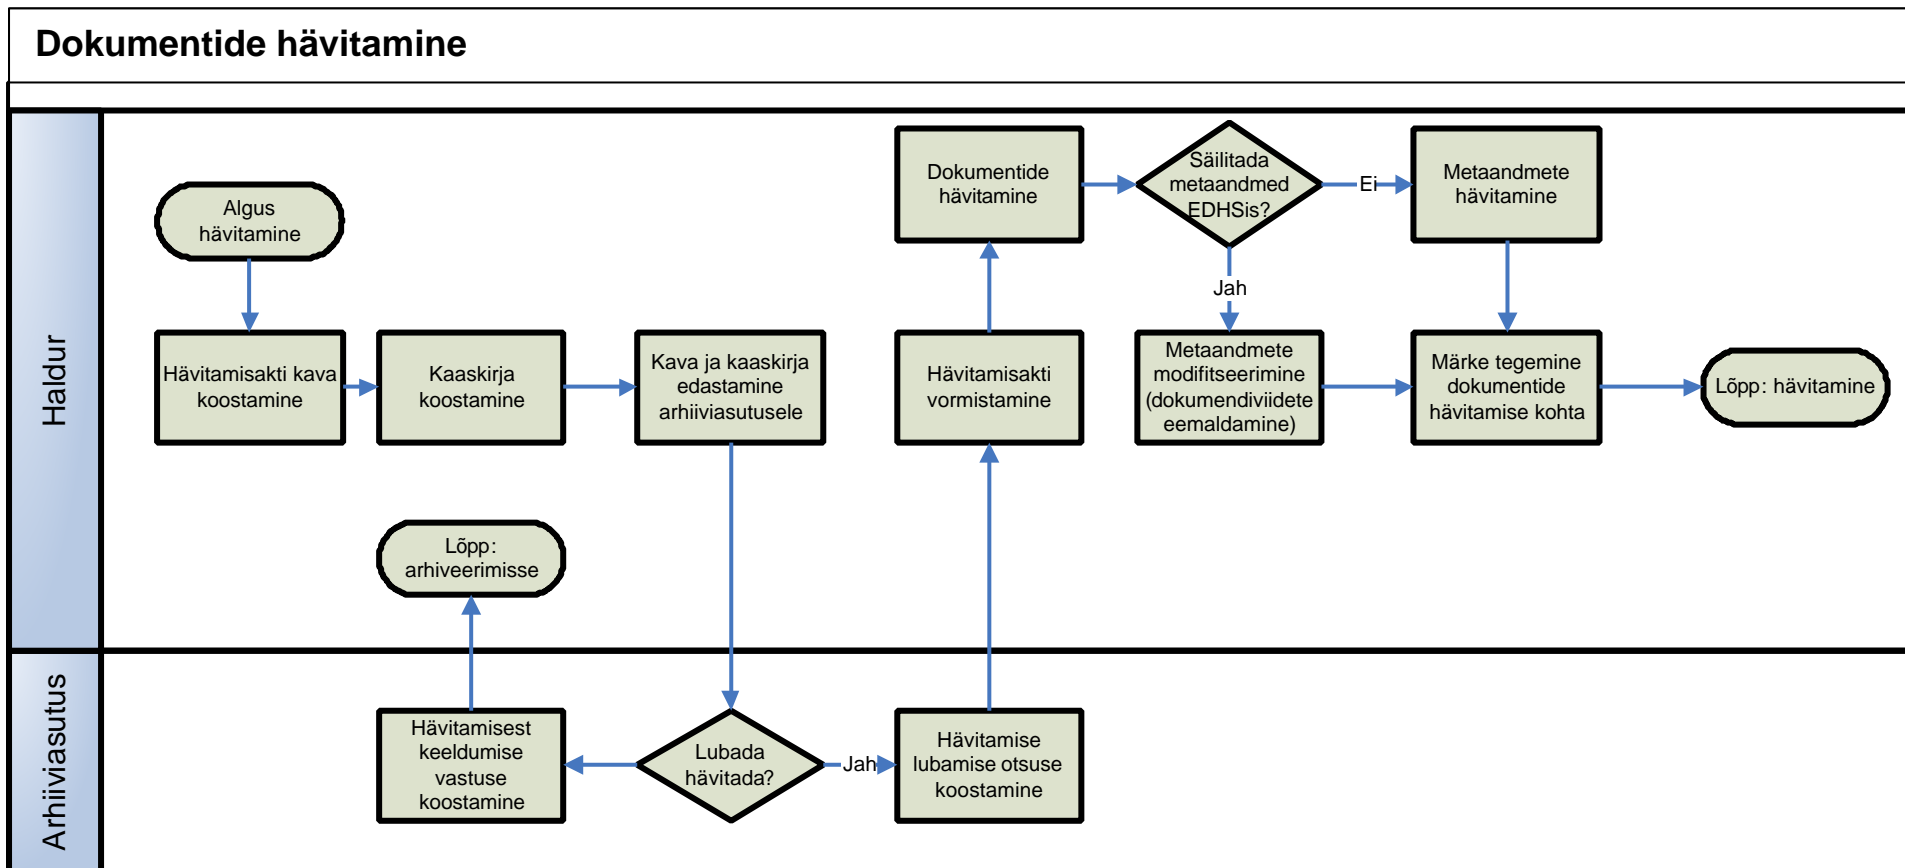 Dokumentide hävitamine
Haldur
Algus
hävitamine
Hävitamisakti kava
koostamine
Kaaskirja
koostamine
Kava ja kaaskirja
edastamine
arhiiviasutusele
Dokumentide
hävitamine
Säilitada
metaandmed
EDHSis?
Ei
Metaandmete
hävitamine
Jah
Hävitamisakti
vormistamine
Metaandmete
modifitseerimine
(dokumendiviidete
eemaldamine)
Märke tegemine
dokumentide
hävitamise kohta
Lõpp: hävitamine
Lõpp:
arhiveerimisse
Arhiiviasutus
Hävitamisest
keeldumise
vastuse
koostamine
Lubada
hävitada?
Jah
Hävitamise
lubamise otsuse
koostamine